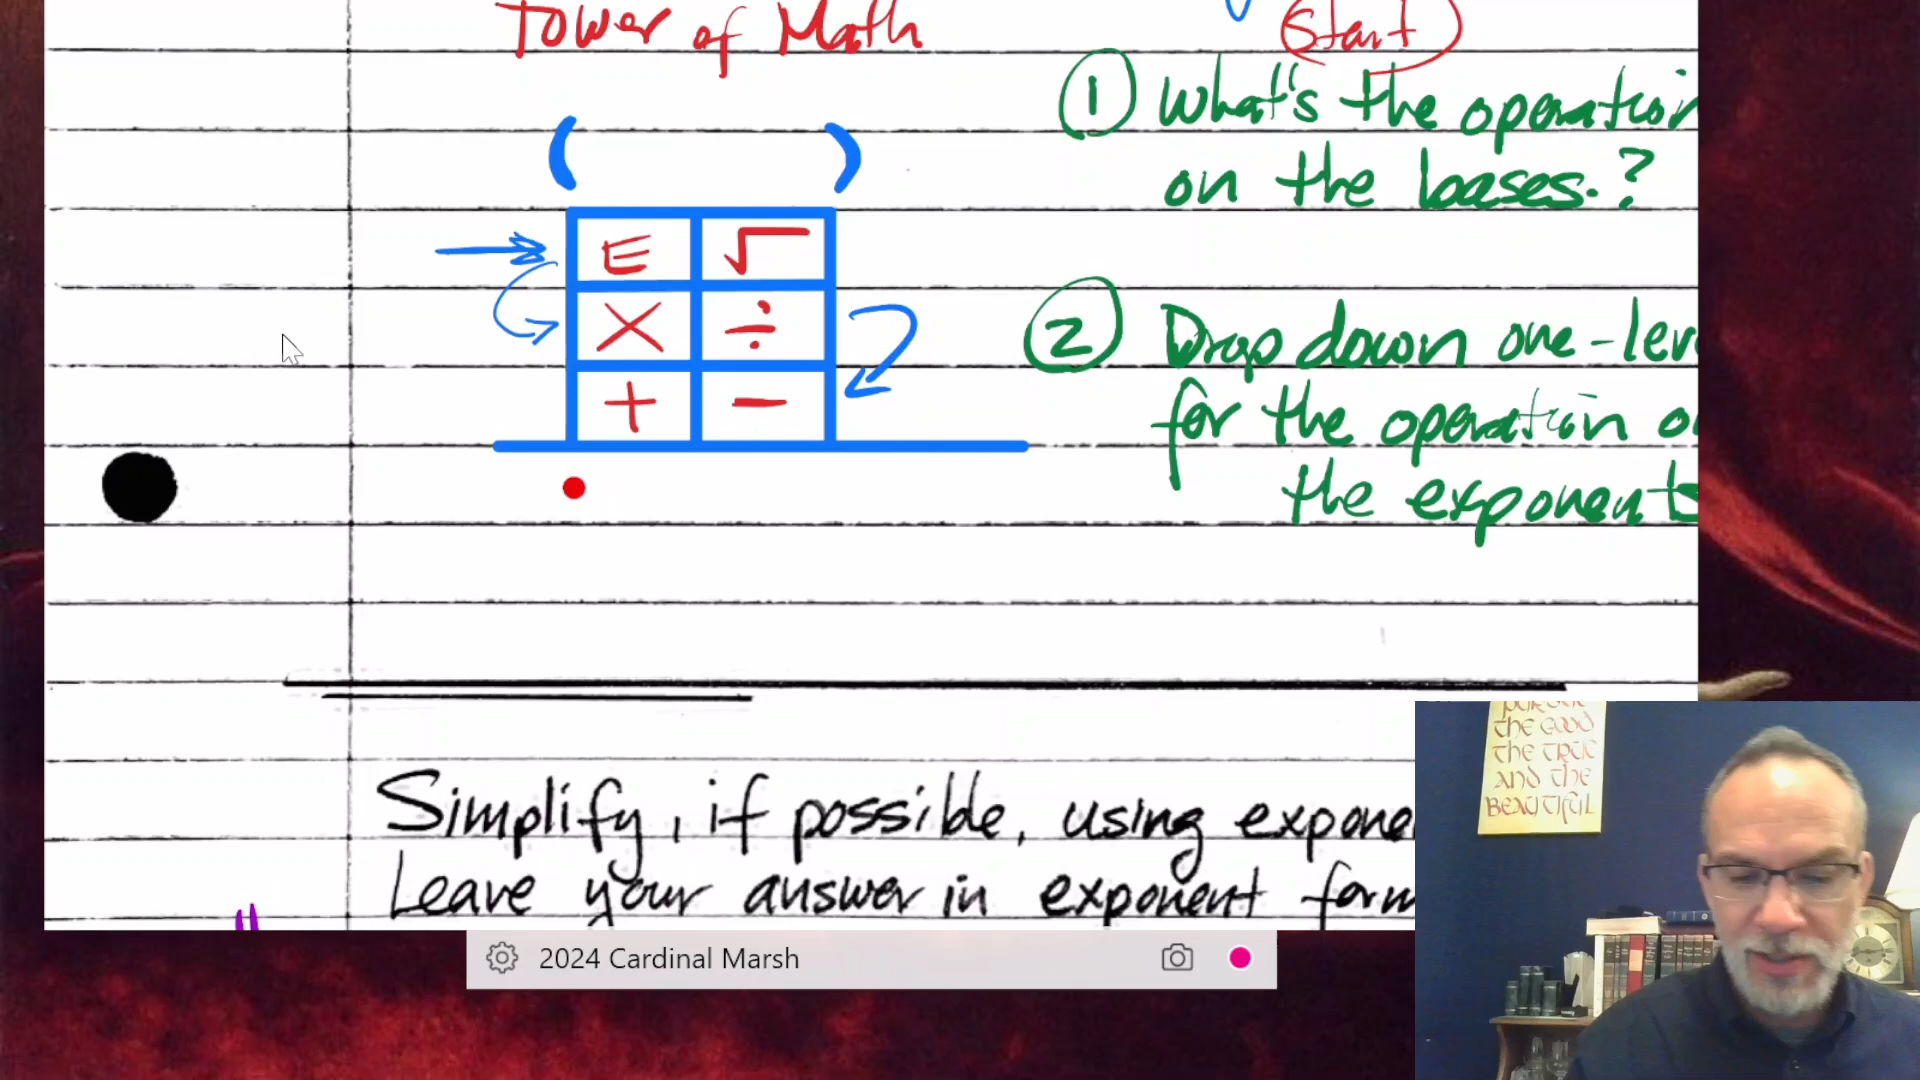 Tower of Math
(Start)
① What's the operation
on the bases?
( )
E √
× ÷
+ −
② Drop down one-lev
for the operation o
the exponents
Simplify, if possible, using expone
Leave your answer in exponent form
THE GOOD
THE TRUE
AND THE
BEAUTIFUL
2024 Cardinal Marsh